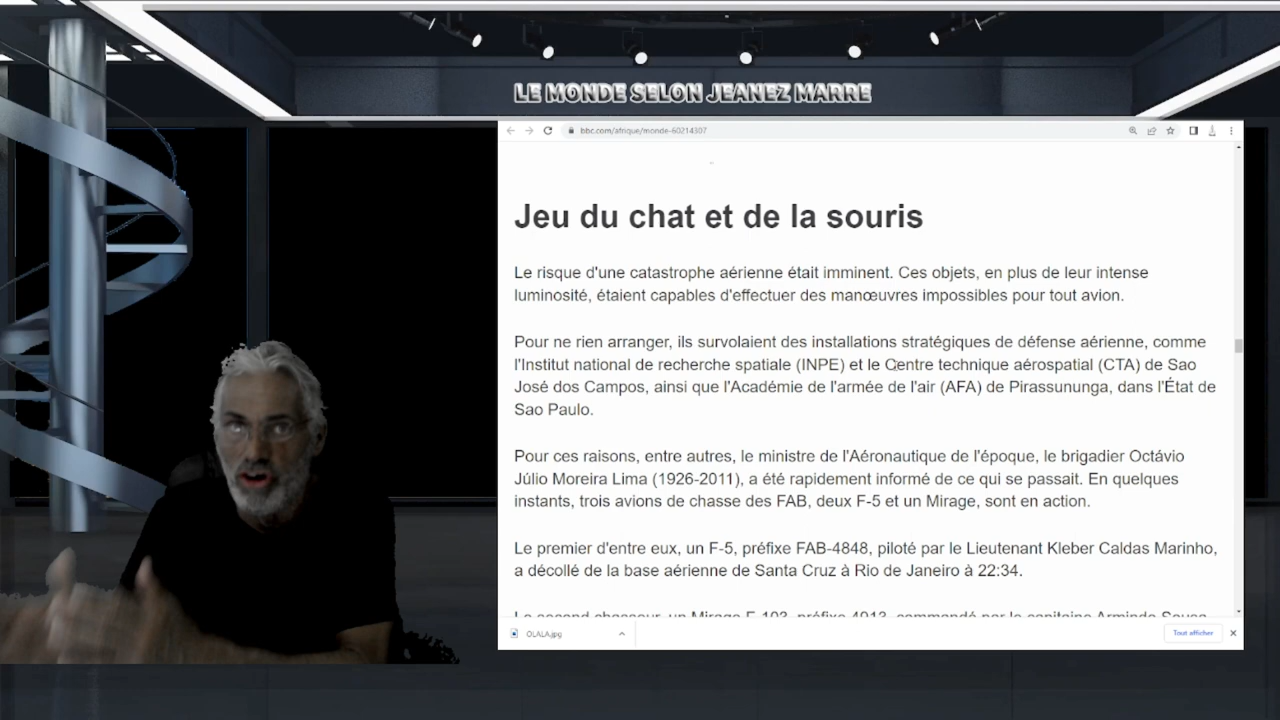 LE MONDE SELON JEANEZ MARRE
bbc.com/afrique/monde-60214307
Jeu du chat et de la souris
Le risque d'une catastrophe aérienne était imminent. Ces objets, en plus de leur intense
luminosité, étaient capables d'effectuer des manœuvres impossibles pour tout avion.
Pour ne rien arranger, ils survolaient des installations stratégiques de défense aérienne, comme
l'Institut national de recherche spatiale (INPE) et le Centre technique aérospatial (CTA) de Sao
José dos Campos, ainsi que l'Académie de l'armée de l'air (AFA) de Pirassununga, dans l'État de
Sao Paulo.
Pour ces raisons, entre autres, le ministre de l'Aéronautique de l'époque, le brigadier Octávio
Júlio Moreira Lima (1926-2011), a été rapidement informé de ce qui se passait. En quelques
instants, trois avions de chasse des FAB, deux F-5 et un Mirage, sont en action.
Le premier d'entre eux, un F-5, préfixe FAB-4848, piloté par le Lieutenant Kleber Caldas Marinho,
a décollé de la base aérienne de Santa Cruz à Rio de Janeiro à 22:34.
Le second chasseur, un Mirage F-103, préfixe 4913, commandé par le capitaine Armindo Sousa
OLALA.jpg
Tout afficher